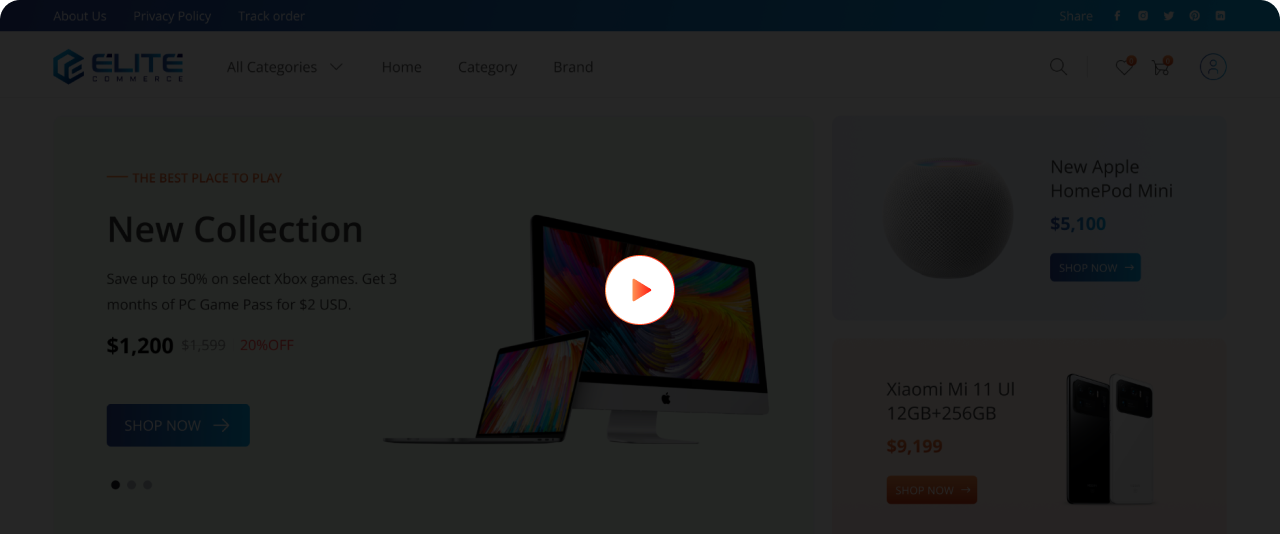 About Us Privacy Policy Track order Share
ELITE
COMMERCE
All Categories Home Category Brand
THE BEST PLACE TO PLAY
New Collection
Save up to 50% on select Xbox games. Get 3
months of PC Game Pass for $2 USD.
$1,200 $1,599 20%OFF
SHOP NOW
New Apple
HomePod Mini
$5,100
SHOP NOW
Xiaomi Mi 11 Ul
12GB+256GB
$9,199
SHOP NOW